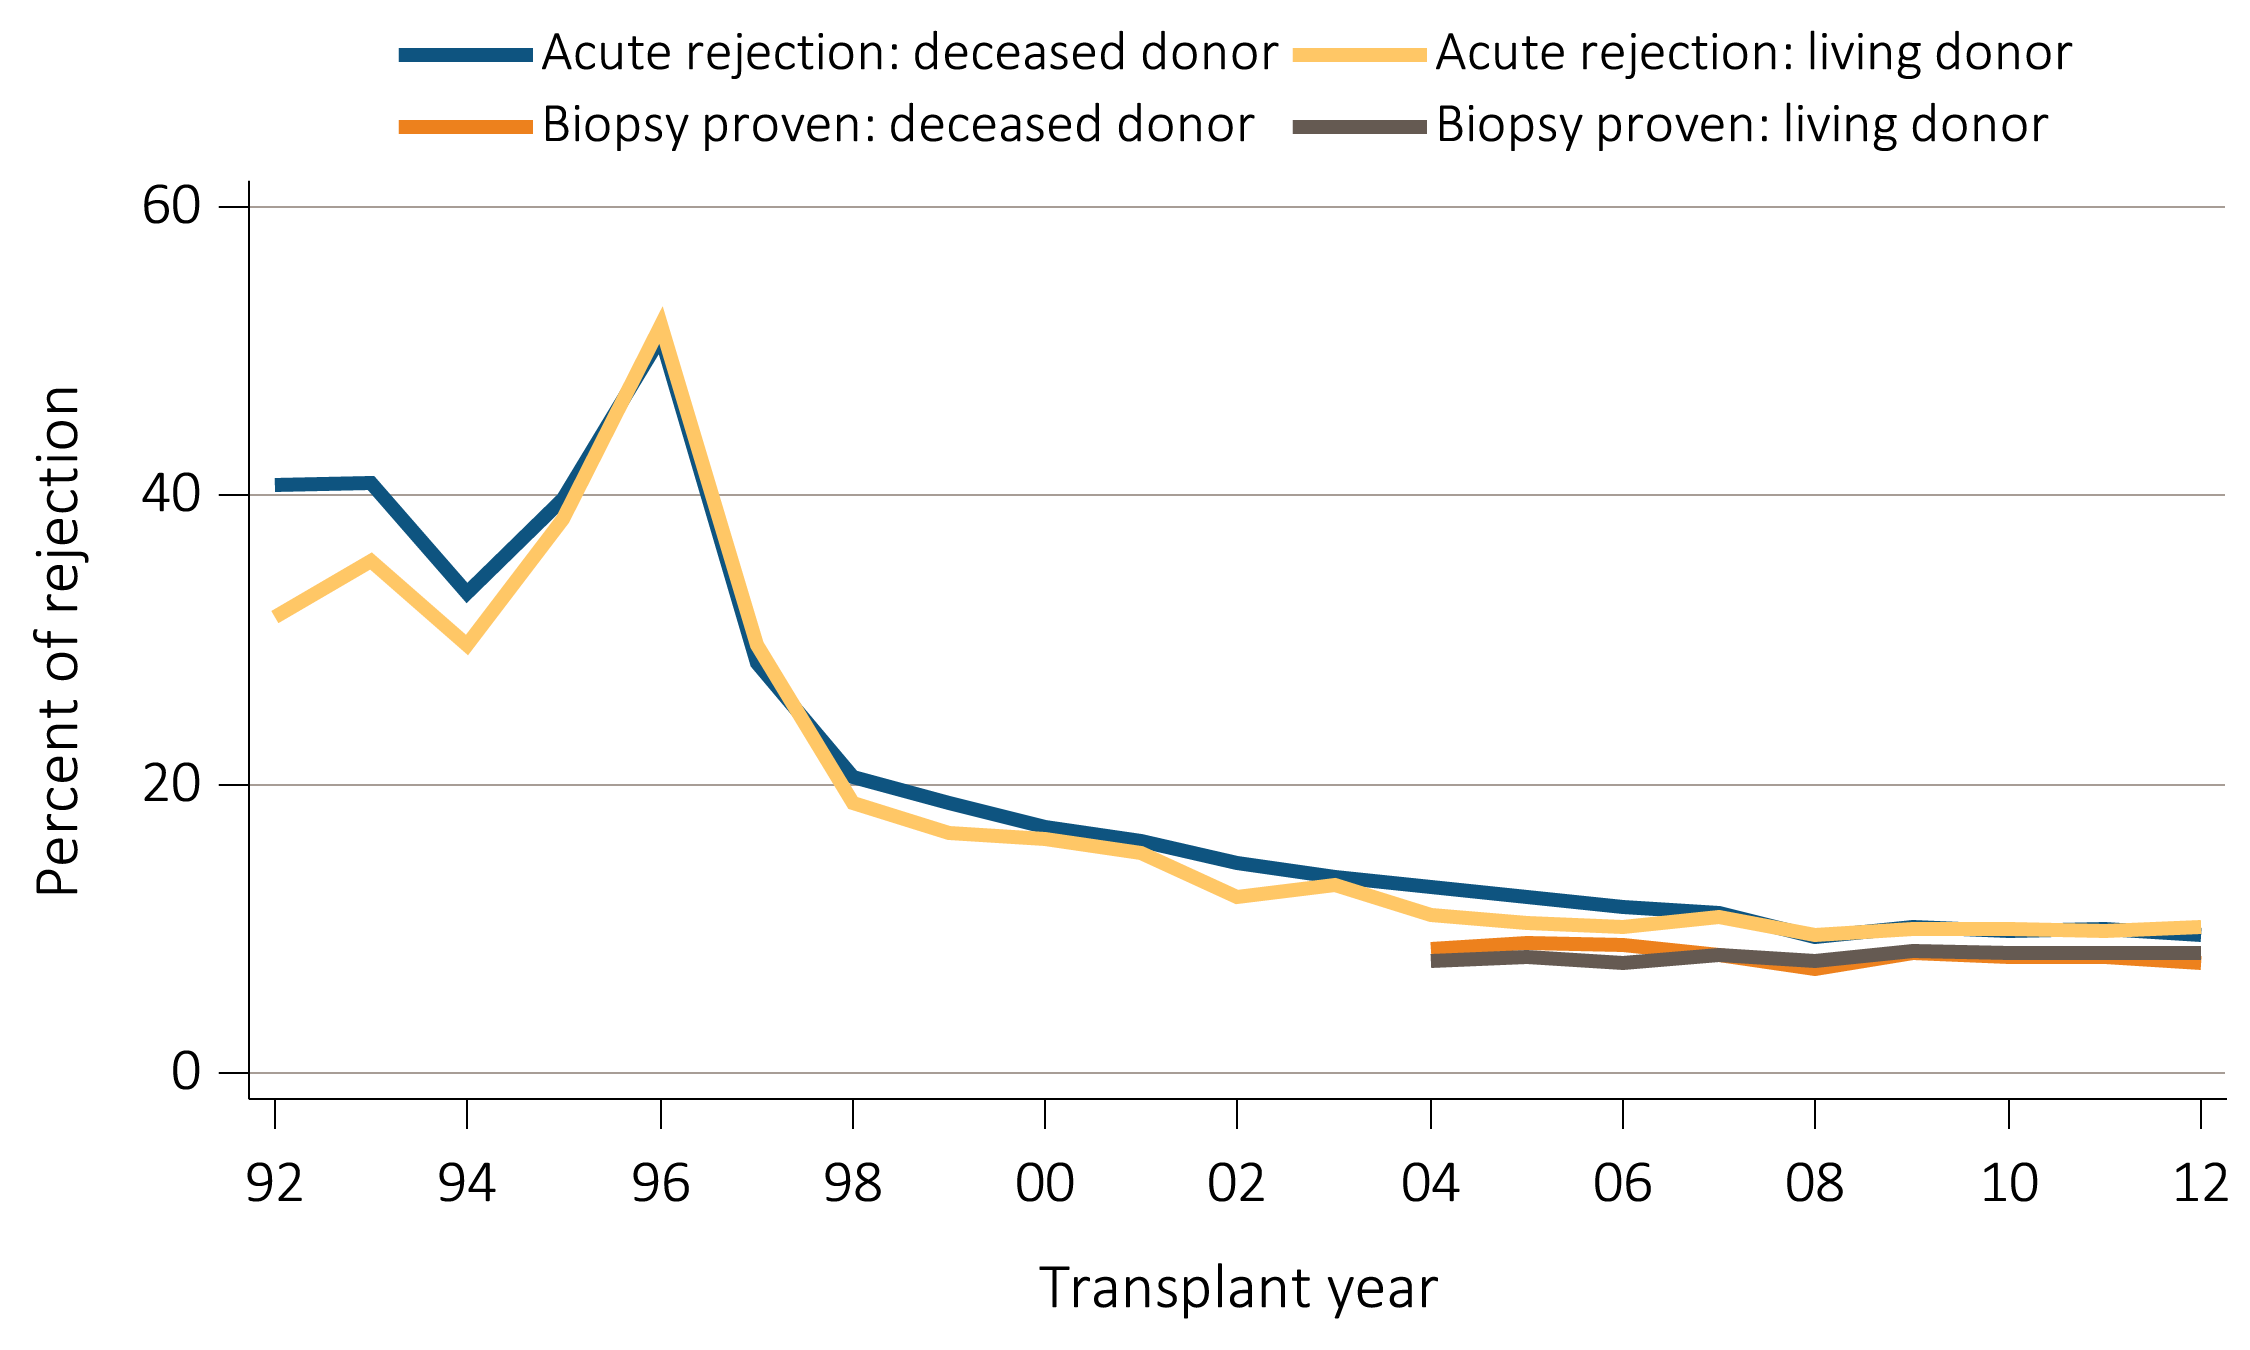 Acute rejection: deceased donor Acute rejection: living donor
Biopsy proven: deceased donor Biopsy proven: living donor
60
40
20
0
Percent of rejection
92 94 96 98 00 02 04 06 08 10 12
Transplant year